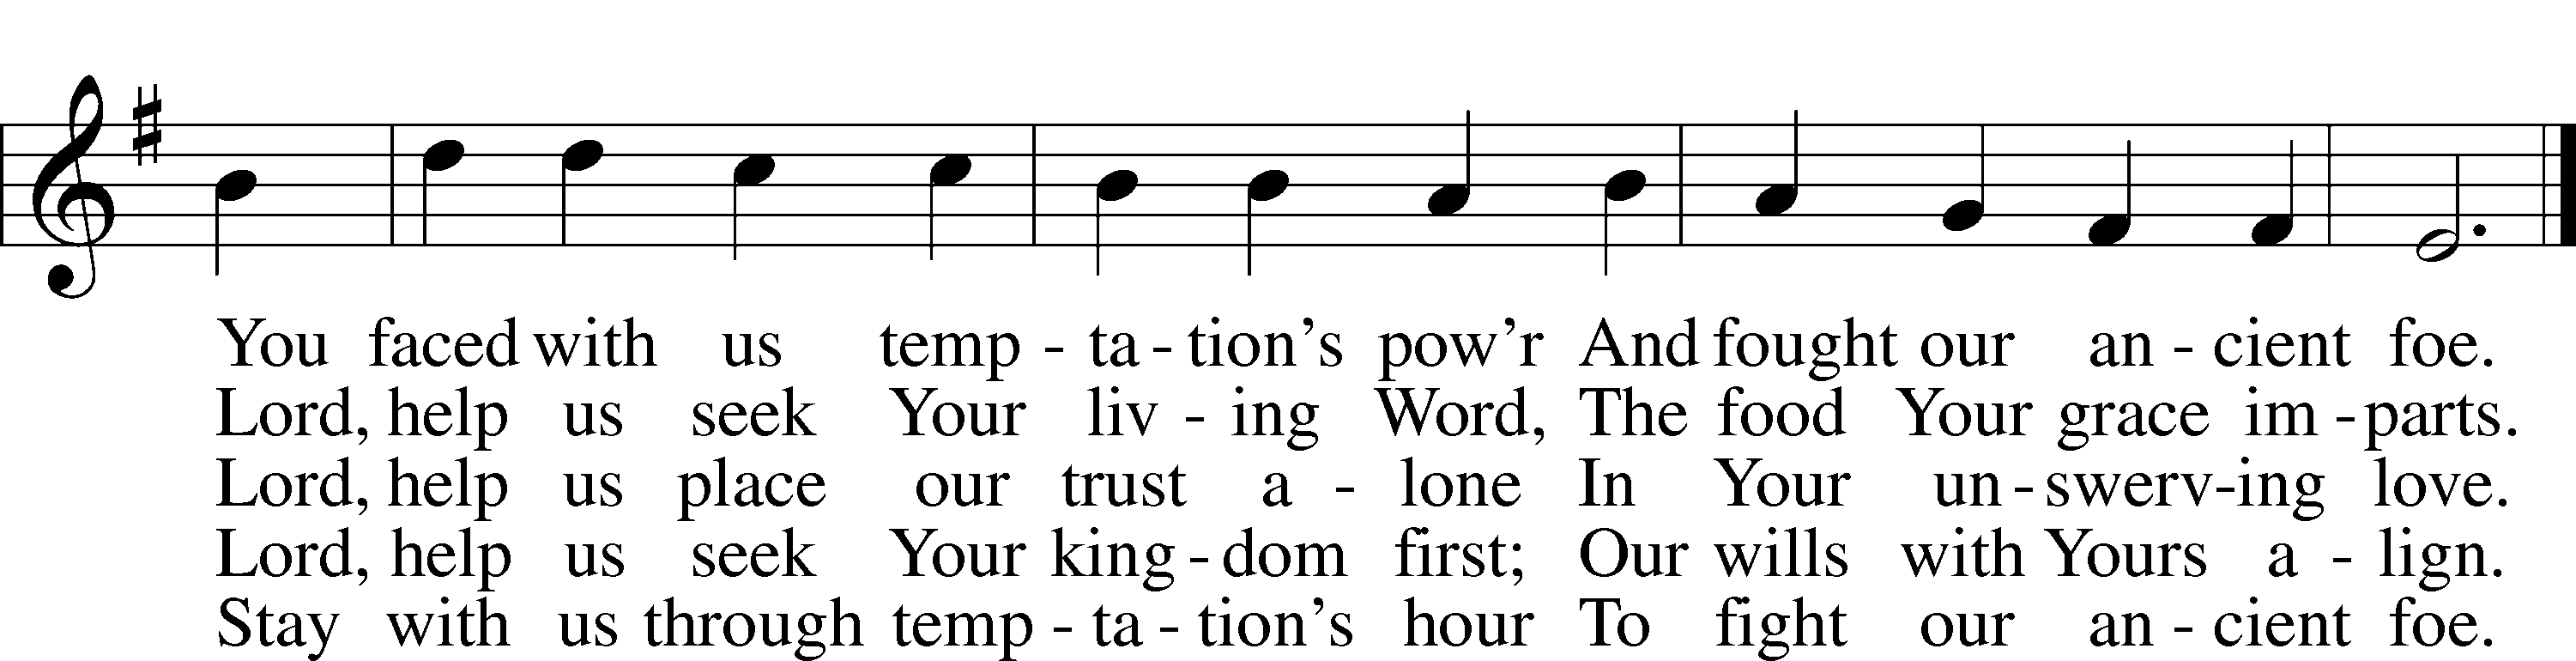 You faced with us temp - ta - tion's pow'r And fought our an - cient foe.
Lord, help us seek Your liv - ing Word, The food Your grace im - parts.
Lord, help us place our trust a - lone In Your un - swerv - ing love.
Lord, help us seek Your king - dom first; Our wills with Yours a - lign.
Stay with us through temp - ta - tion's hour To fight our an - cient foe.